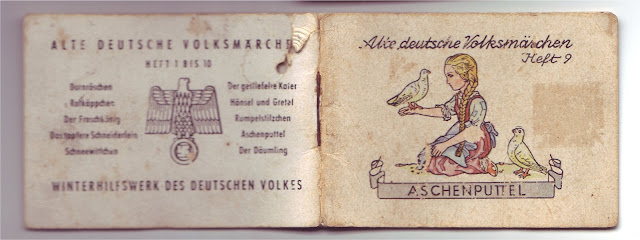 ALTE DEUTSCHE VOLKSMÄRCHE
HEFT 1 BIS 10
Dornröschen
Rotkäppchen
Der Froschkönig
Das tapfere Schneiderlein
Schneewittchen
Der gestiefelte Kater
Hänsel und Gretel
Rumpelstilzchen
Aschenputtel
Der Däumling
WINTERHILFSWERK DES DEUTSCHEN VOLKES
Alte deutsche Volksmärchen
Heft 9
ASCHENPUTTEL